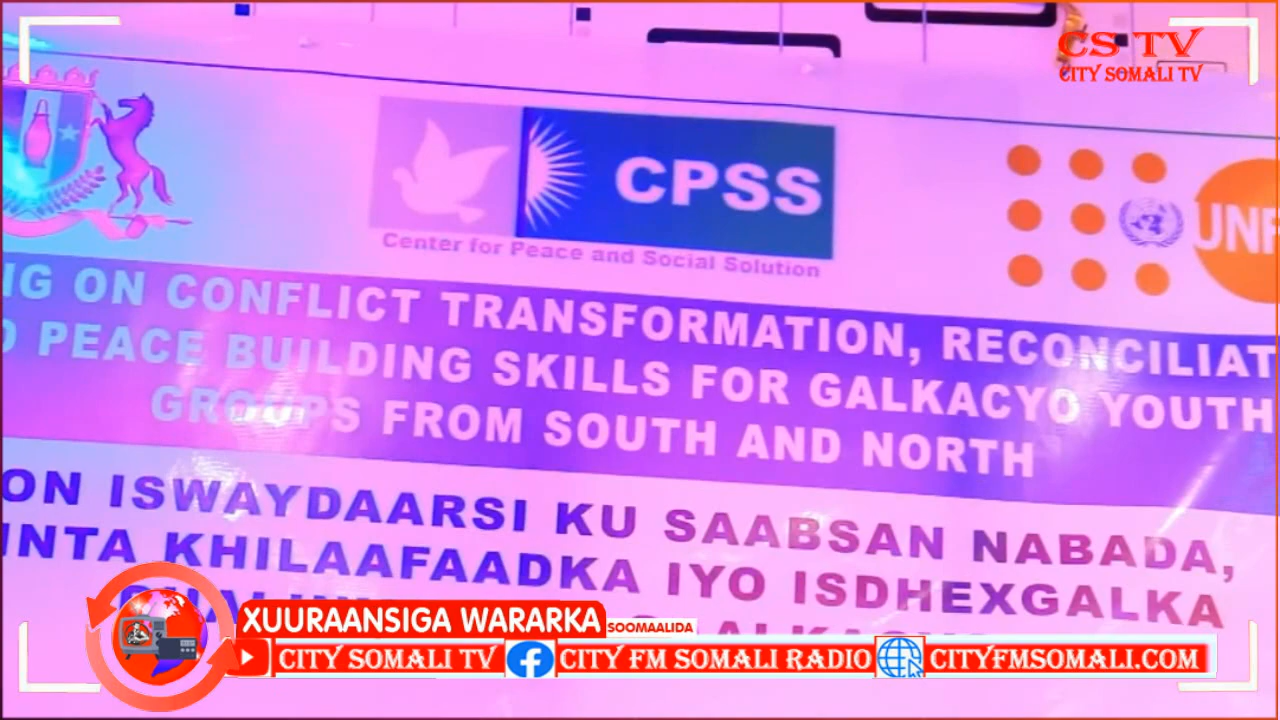 CS TV
CITY SOMALI TV
CPSS
Center for Peace and Social Solution
UNF
NG ON CONFLICT TRANSFORMATION, RECONCILIAT
D PEACE BUILDING SKILLS FOR GALKACYO YOUTH
GROUPS FROM SOUTH AND NORTH
ON ISWAYDAARSI KU SAABSAN NABADA,
INTA KHILAAFAADKA IYO ISDHEXGALKA
XUURAANSIGA WARARKA
SOOMAALIDA
CITY SOMALI TV CITY FM SOMALI RADIO CITYFMSOMALI.COM